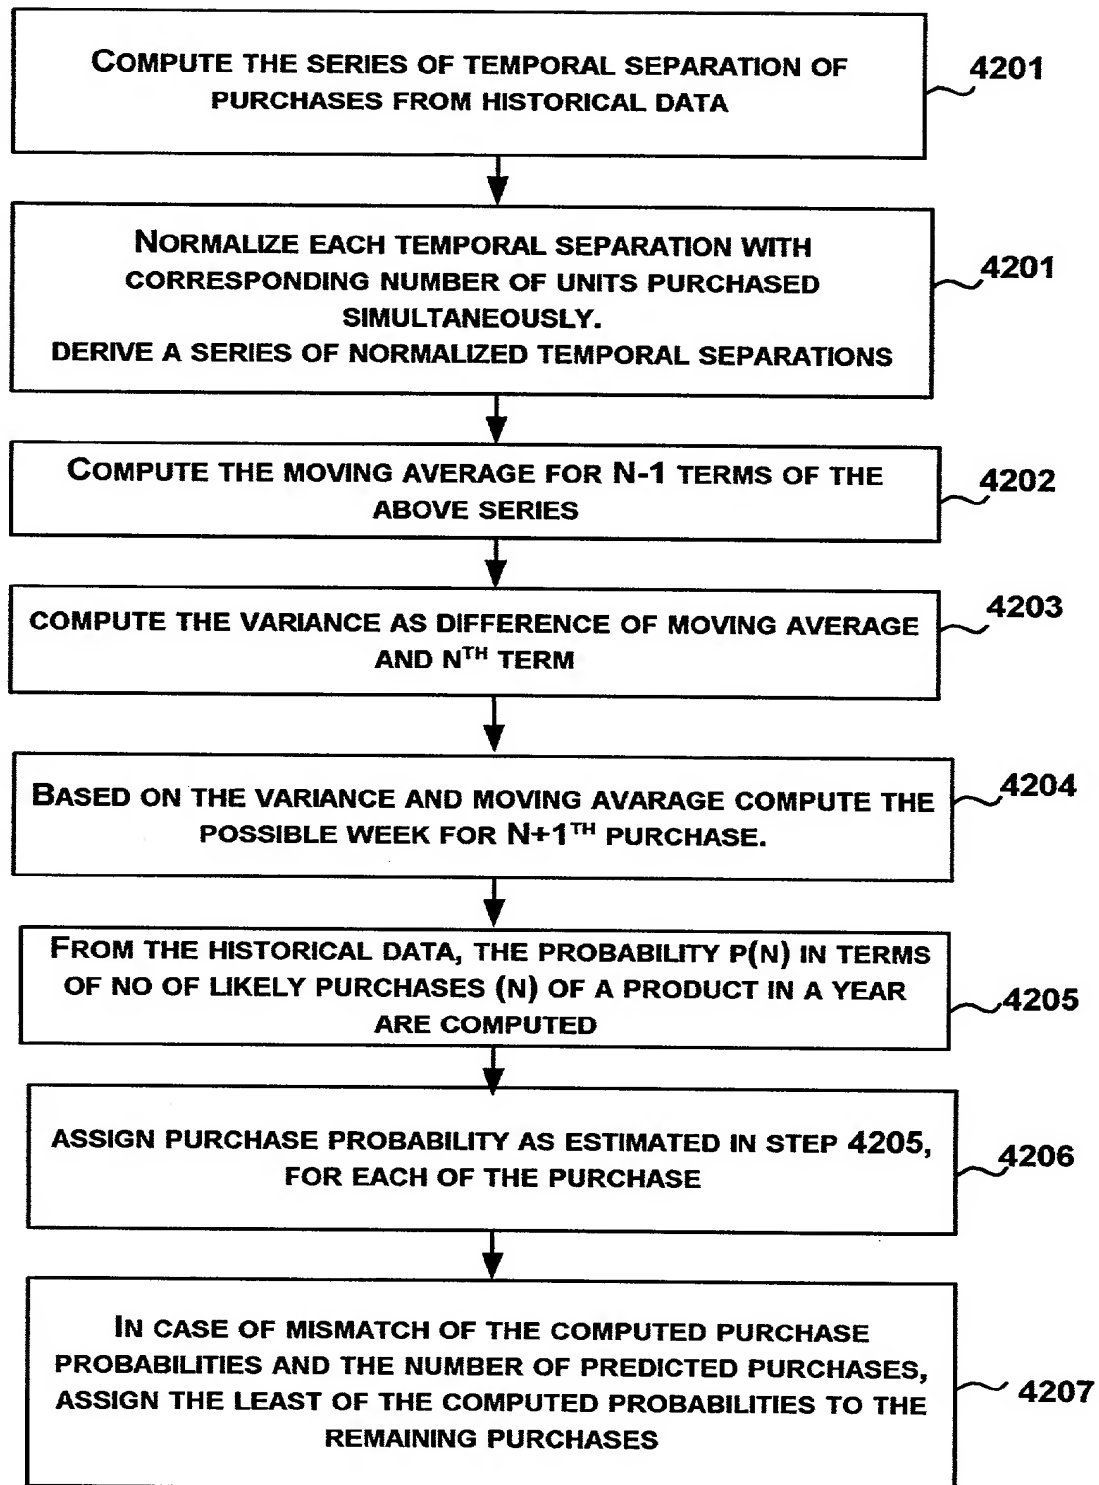 COMPUTE THE SERIES OF TEMPORAL SEPARATION OF
PURCHASES FROM HISTORICAL DATA
4201
NORMALIZE EACH TEMPORAL SEPARATION WITH
CORRESPONDING NUMBER OF UNITS PURCHASED
SIMULTANEOUSLY.
DERIVE A SERIES OF NORMALIZED TEMPORAL SEPARATIONS
4201
COMPUTE THE MOVING AVERAGE FOR N-1 TERMS OF THE
ABOVE SERIES
4202
COMPUTE THE VARIANCE AS DIFFERENCE OF MOVING AVERAGE
AND NTH TERM
4203
BASED ON THE VARIANCE AND MOVING AVARAGE COMPUTE THE
POSSIBLE WEEK FOR N+1TH PURCHASE.
4204
FROM THE HISTORICAL DATA, THE PROBABILITY P(N) IN TERMS
OF NO OF LIKELY PURCHASES (N) OF A PRODUCT IN A YEAR
ARE COMPUTED
4205
ASSIGN PURCHASE PROBABILITY AS ESTIMATED IN STEP 4205,
FOR EACH OF THE PURCHASE
4206
IN CASE OF MISMATCH OF THE COMPUTED PURCHASE
PROBABILITIES AND THE NUMBER OF PREDICTED PURCHASES,
ASSIGN THE LEAST OF THE COMPUTED PROBABILITIES TO THE
REMAINING PURCHASES
4207